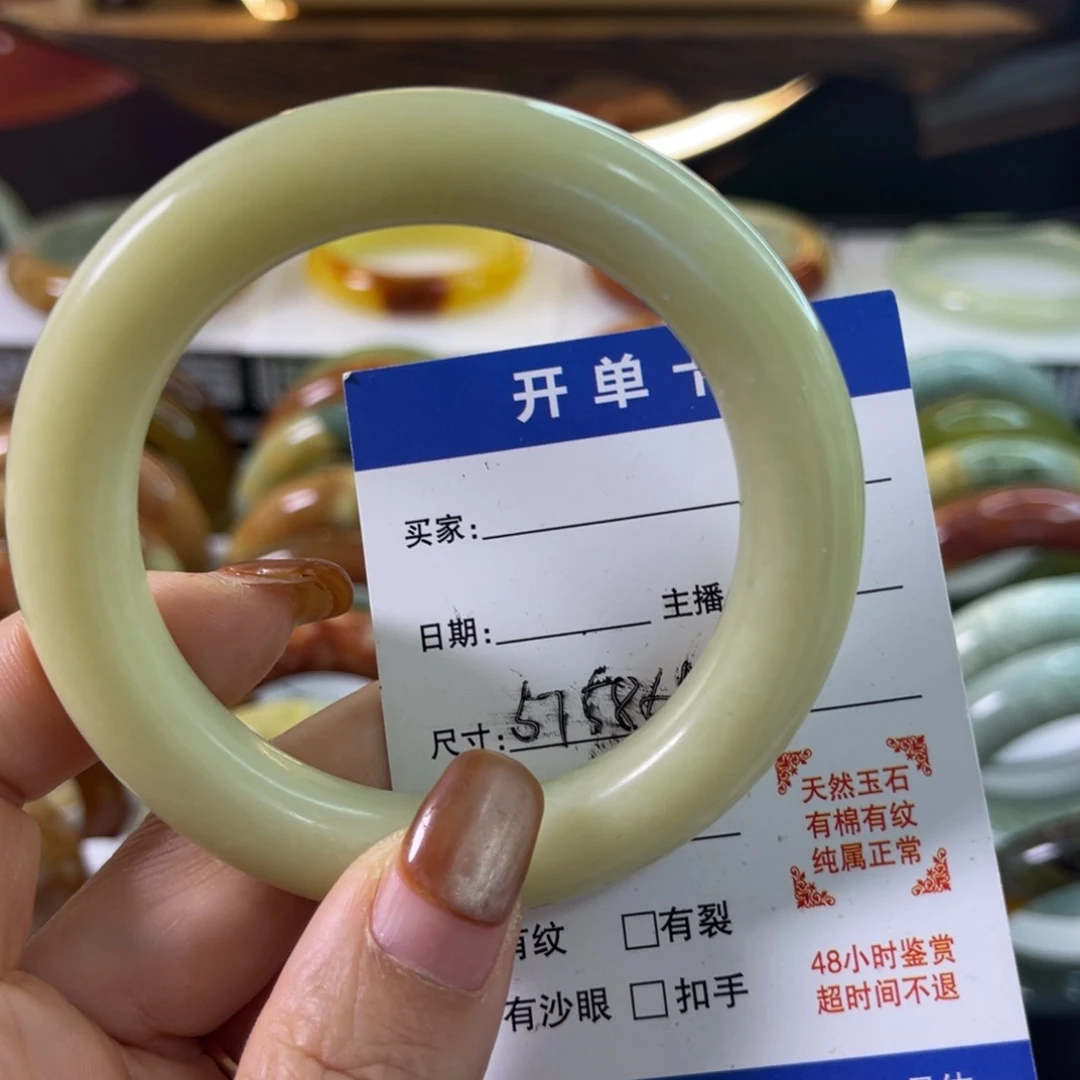 开单
买家:
日期: 主播
尺寸:
天然玉石
有棉有纹
纯属正常
有纹 □有裂
有沙眼 □扣手
48小时鉴赏
超时间不退